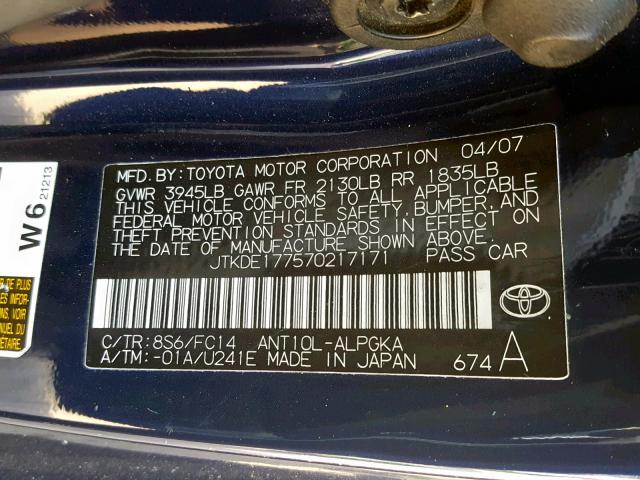 MFD. BY: TOYOTA MOTOR CORPORATION 04/07
GVWR 3945LB GAWR FR 2130LB RR 1835LB
THIS VEHICLE CONFORMS TO ALL APPLICABLE
FEDERAL MOTOR VEHICLE SAFETY, BUMPER, AND
THEFT PREVENTION STANDARDS IN EFFECT ON
THE DATE OF MANUFACTURE SHOWN ABOVE.
JTKDE177570217171 PASS CAR
C/TR: 8S6/FC14 ANT10L-ALPGKA
A/TM: -01A/U241E MADE IN JAPAN 674 A
W6 21213